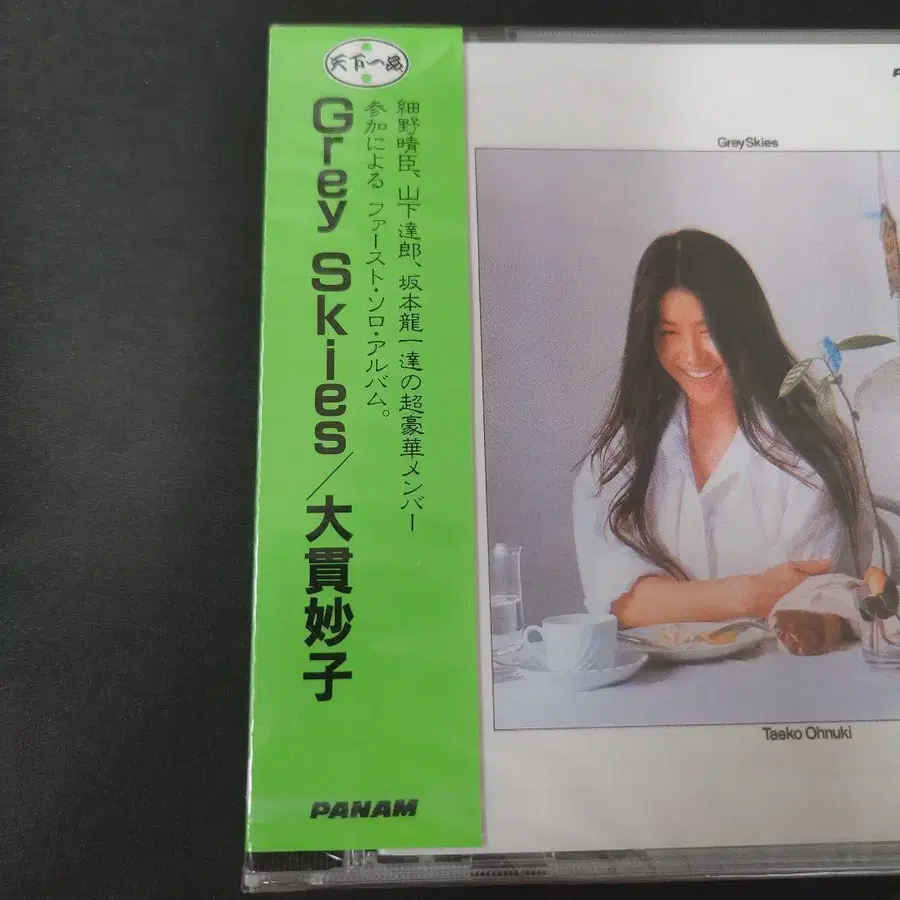 天下一品
細野晴臣、山下達郎、坂本龍一達の超豪華メンバー
参加による ファースト・ソロ・アルバム。
Grey Skies／大貫妙子
PANAM
Grey Skies
Taeko Ohnuki